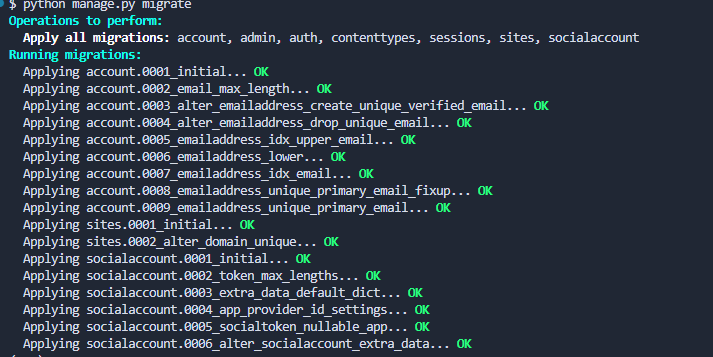 $ python manage.py migrate
Operations to perform:
  Apply all migrations: account, admin, auth, contenttypes, sessions, sites, socialaccount
Running migrations:
  Applying account.0001_initial... OK
  Applying account.0002_email_max_length... OK
  Applying account.0003_alter_emailaddress_create_unique_verified_email... OK
  Applying account.0004_alter_emailaddress_drop_unique_email... OK
  Applying account.0005_emailaddress_idx_upper_email... OK
  Applying account.0006_emailaddress_lower... OK
  Applying account.0007_emailaddress_idx_email... OK
  Applying account.0008_emailaddress_unique_primary_email_fixup... OK
  Applying account.0009_emailaddress_unique_primary_email... OK
  Applying sites.0001_initial... OK
  Applying sites.0002_alter_domain_unique... OK
  Applying socialaccount.0001_initial... OK
  Applying socialaccount.0002_token_max_lengths... OK
  Applying socialaccount.0003_extra_data_default_dict... OK
  Applying socialaccount.0004_app_provider_id_settings... OK
  Applying socialaccount.0005_socialtoken_nullable_app... OK
  Applying socialaccount.0006_alter_socialaccount_extra_data... OK